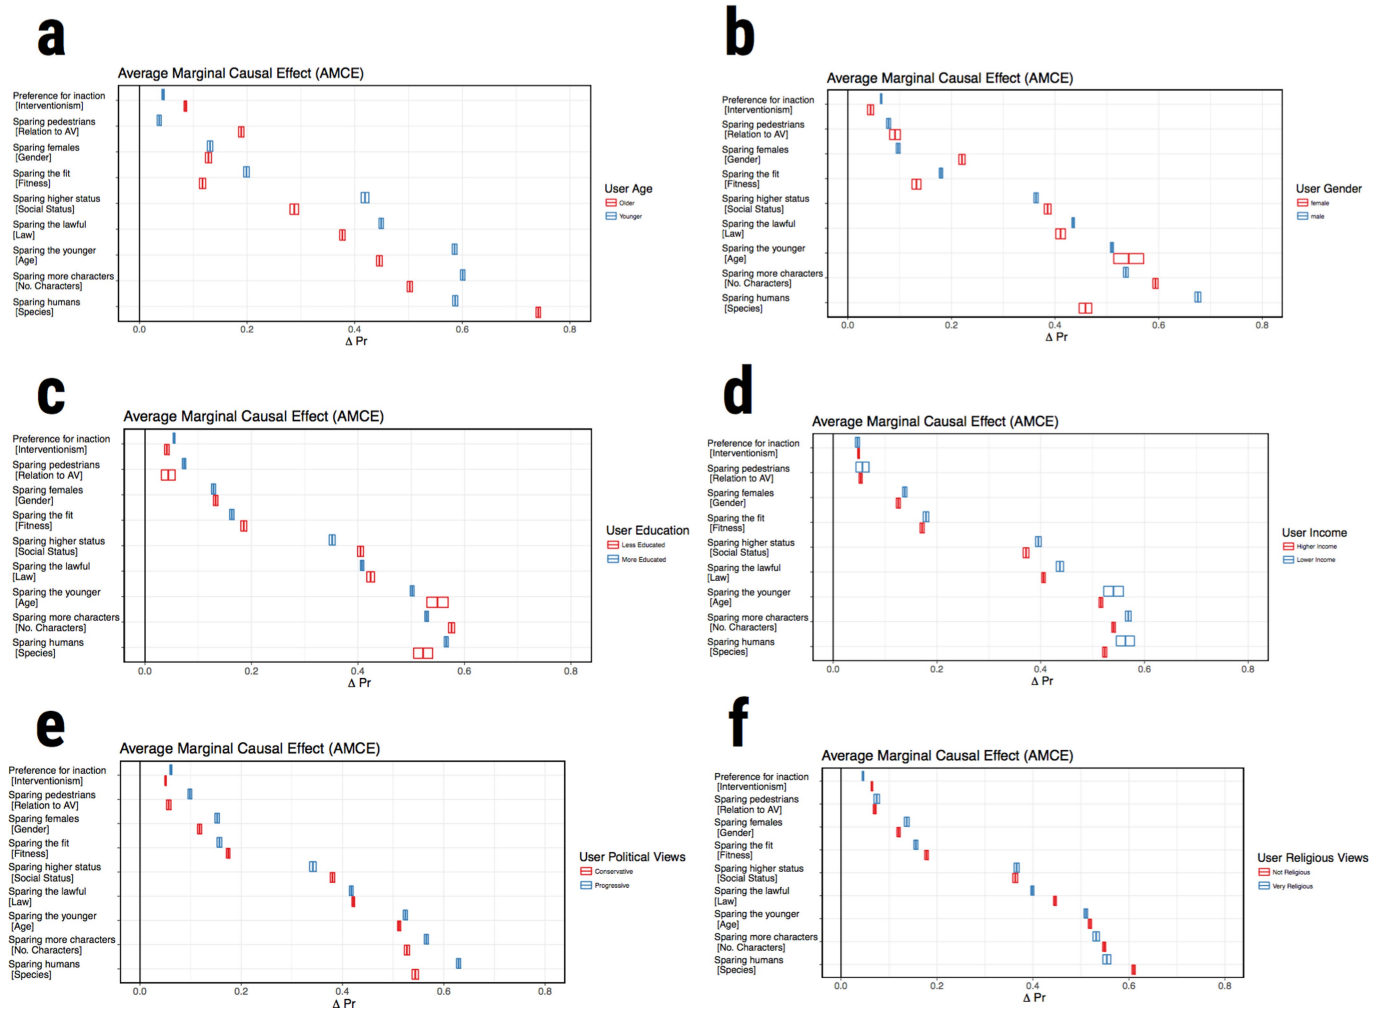 a
Average Marginal Causal Effect (AMCE)
Preference for inaction
[Interventionism]
Sparing pedestrians
[Relation to AV]
Sparing females
[Gender]
Sparing the fit
[Fitness]
Sparing higher status
[Social Status]
Sparing the lawful
[Law]
Sparing the younger
[Age]
Sparing more characters
[No. Characters]
Sparing humans
[Species]
0.0 0.2 0.4 0.6 0.8
Δ Pr
User Age
Older
Younger
b
Average Marginal Causal Effect (AMCE)
Preference for inaction
[Interventionism]
Sparing pedestrians
[Relation to AV]
Sparing females
[Gender]
Sparing the fit
[Fitness]
Sparing higher status
[Social Status]
Sparing the lawful
[Law]
Sparing the younger
[Age]
Sparing more characters
[No. Characters]
Sparing humans
[Species]
0.0 0.2 0.4 0.6 0.8
Δ Pr
User Gender
female
male
c
Average Marginal Causal Effect (AMCE)
Preference for inaction
[Interventionism]
Sparing pedestrians
[Relation to AV]
Sparing females
[Gender]
Sparing the fit
[Fitness]
Sparing higher status
[Social Status]
Sparing the lawful
[Law]
Sparing the younger
[Age]
Sparing more characters
[No. Characters]
Sparing humans
[Species]
0.0 0.2 0.4 0.6 0.8
Δ Pr
User Education
Less Educated
More Educated
d
Average Marginal Causal Effect (AMCE)
Preference for inaction
[Interventionism]
Sparing pedestrians
[Relation to AV]
Sparing females
[Gender]
Sparing the fit
[Fitness]
Sparing higher status
[Social Status]
Sparing the lawful
[Law]
Sparing the younger
[Age]
Sparing more characters
[No. Characters]
Sparing humans
[Species]
0.0 0.2 0.4 0.6 0.8
Δ Pr
User Income
Higher Income
Lower Income
e
Average Marginal Causal Effect (AMCE)
Preference for inaction
[Interventionism]
Sparing pedestrians
[Relation to AV]
Sparing females
[Gender]
Sparing the fit
[Fitness]
Sparing higher status
[Social Status]
Sparing the lawful
[Law]
Sparing the younger
[Age]
Sparing more characters
[No. Characters]
Sparing humans
[Species]
0.0 0.2 0.4 0.6 0.8
Δ Pr
User Political Views
Conservative
Progressive
f
Average Marginal Causal Effect (AMCE)
Preference for inaction
[Interventionism]
Sparing pedestrians
[Relation to AV]
Sparing females
[Gender]
Sparing the fit
[Fitness]
Sparing higher status
[Social Status]
Sparing the lawful
[Law]
Sparing the younger
[Age]
Sparing more characters
[No. Characters]
Sparing humans
[Species]
0.0 0.2 0.4 0.6 0.8
Δ Pr
User Religious Views
Not Religious
Very Religious